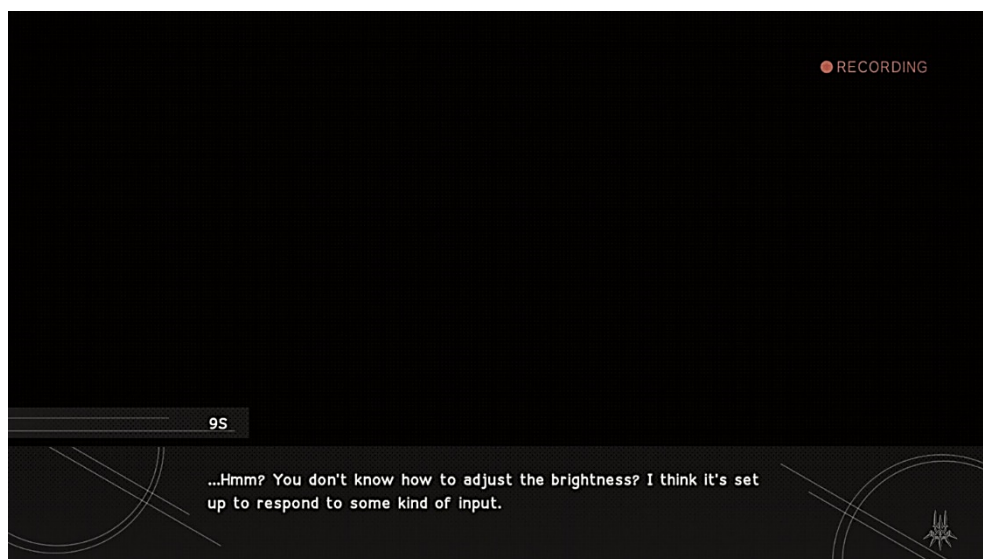 RECORDING
9S
...Hmm? You don't know how to adjust the brightness? I think it's set
up to respond to some kind of input.